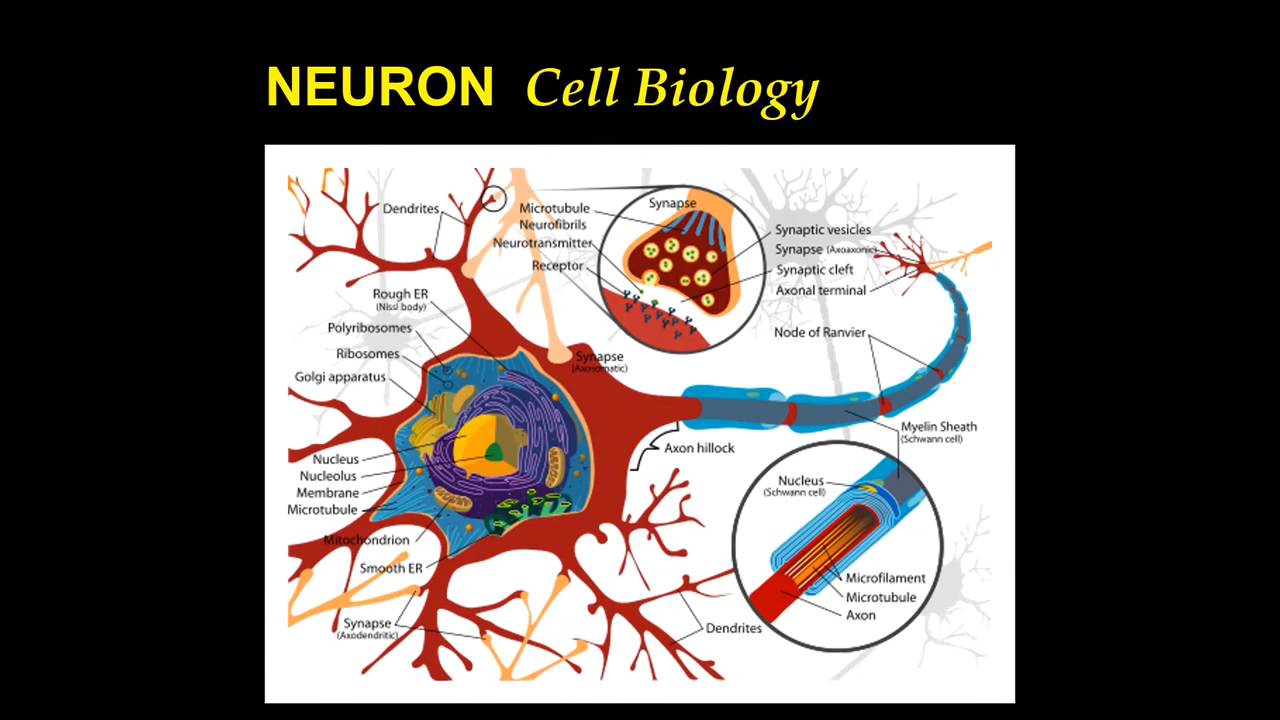 NEURON Cell Biology
Dendrites
Microtubule
Neurofibrils
Neurotransmitter
Receptor
Synapse
Synaptic vesicles
Synapse (Axoaxonic)
Synaptic cleft
Axonal terminal
Rough ER
(Nissl body)
Polyribosomes
Ribosomes
Golgi apparatus
Synapse
(Axosomatic)
Node of Ranvier
Myelin Sheath
(Schwann cell)
Axon hillock
Nucleus
Nucleolus
Membrane
Microtubule
Mitochondrion
Smooth ER
Synapse
(Axodendritic)
Dendrites
Nucleus
(Schwann cell)
Microfilament
Microtubule
Axon